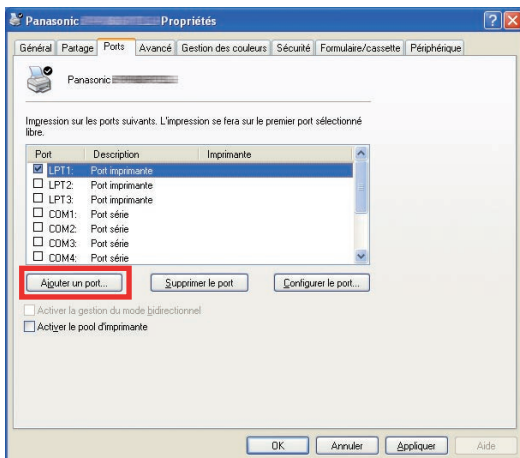 Panasonic Propriétés
Général Partage Ports Avancé Gestion des couleurs Sécurité Formulaire/cassette Périphérique
Panasonic
Impression sur les ports suivants. L'impression se fera sur le premier port sélectionné
libre.
Port Description Imprimante
LPT1: Port imprimante
LPT2: Port imprimante
LPT3: Port imprimante
COM1: Port série
COM2: Port série
COM3: Port série
COM4: Port série
Ajouter un port... Supprimer le port Configurer le port...
Activer la gestion du mode bidirectionnel
Activer le pool d'imprimante
OK Annuler Appliquer Aide